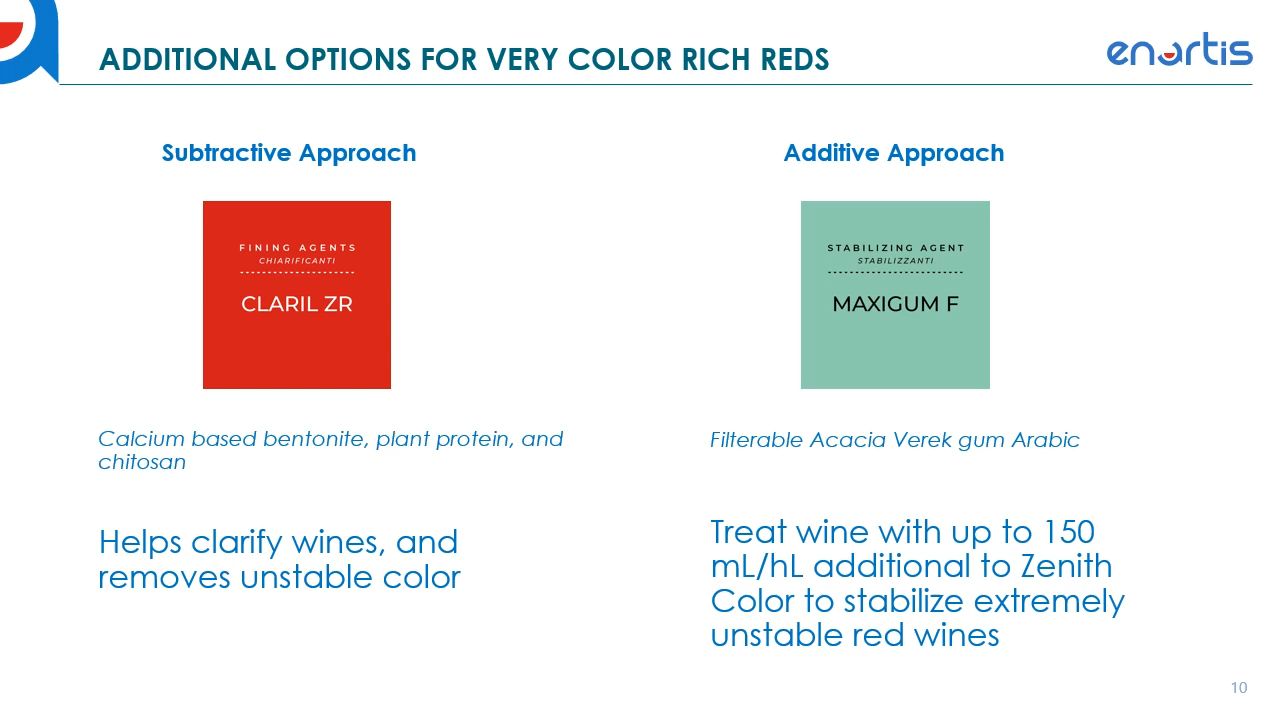 ADDITIONAL OPTIONS FOR VERY COLOR RICH REDS
enartis
Subtractive Approach
FINING AGENTS
CHIARIFICANTI
CLARIL ZR
Calcium based bentonite, plant protein, and
chitosan
Helps clarify wines, and
removes unstable color
Additive Approach
STABILIZING AGENT
STABILIZZANTI
MAXIGUM F
Filterable Acacia Verek gum Arabic
Treat wine with up to 150
mL/hL additional to Zenith
Color to stabilize extremely
unstable red wines
10